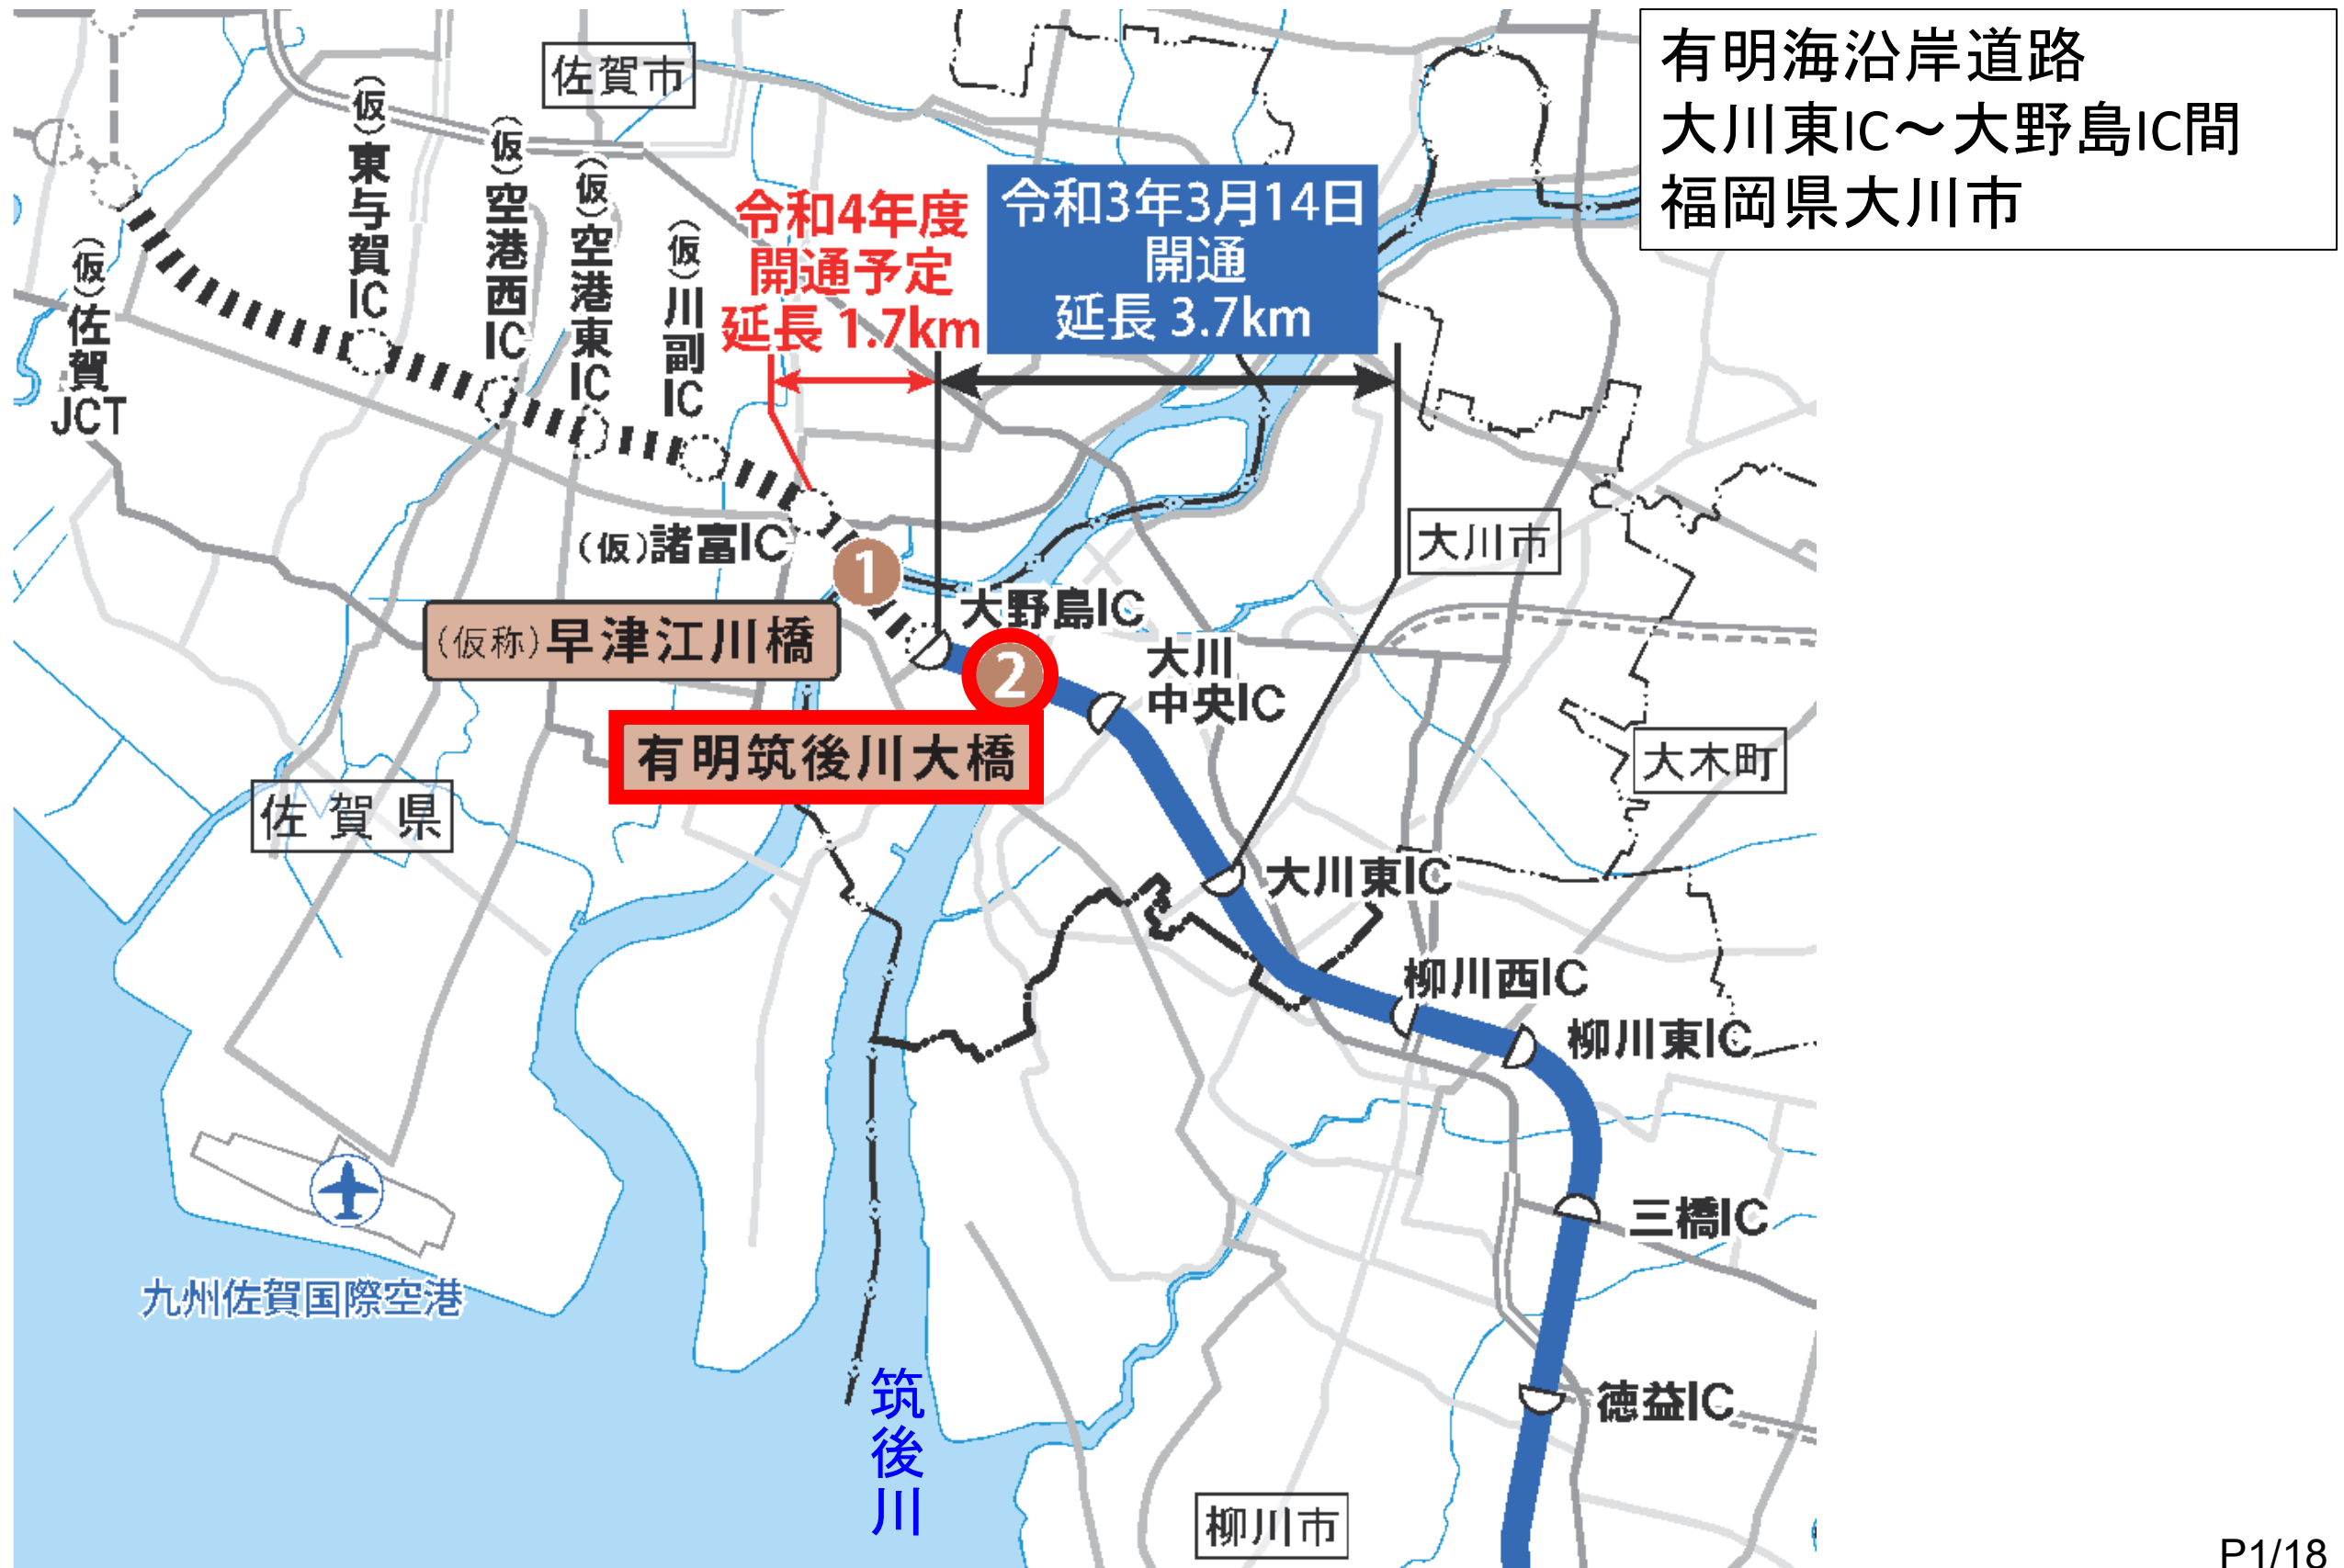 有明海沿岸道路
大川東IC~大野島IC間
福岡県大川市
佐賀市
(仮)佐賀JCT
(仮)東与賀IC
(仮)空港西IC
(仮)空港東IC
(仮)川副IC
令和4年度
開通予定
延長 1.7km
令和3年3月14日
開通
延長 3.7km
(仮)諸富IC
1
大川市
(仮称)早津江川橋
大野島IC
2
大川
中央IC
有明筑後川大橋
大木町
佐賀県
大川東IC
柳川西IC
柳川東IC
三橋IC
九州佐賀国際空港
徳益IC
筑後川
柳川市
P1/18